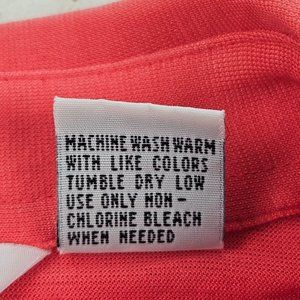 MACHINE WASH WARM
WITH LIKE COLORS
TUMBLE DRY LOW
USE ONLY NON-
CHLORINE BLEACH
WHEN NEEDED